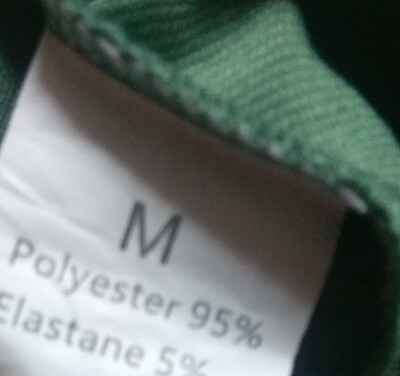 M
Polyester 95%
Elastane 5%